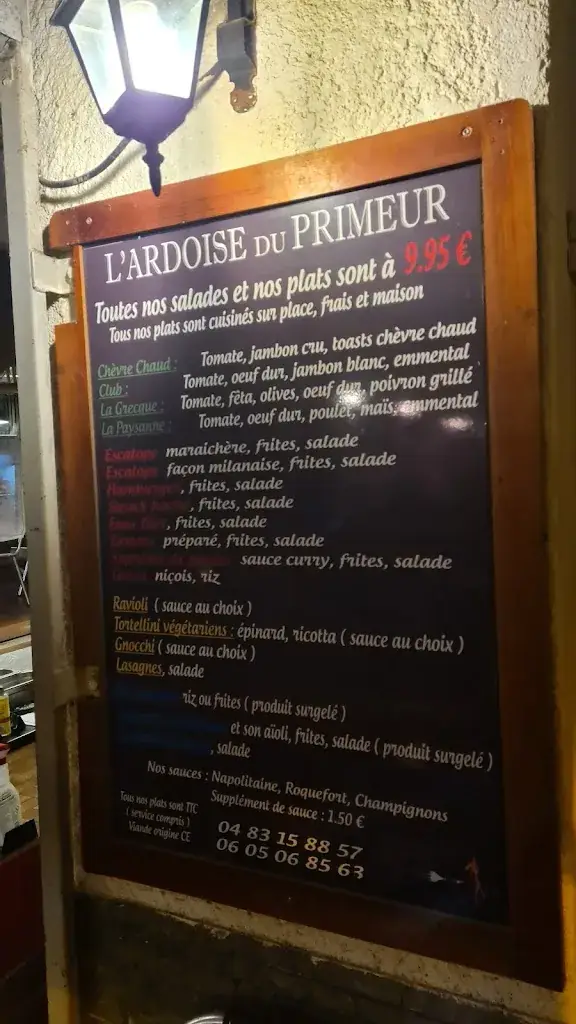 L'ARDOISE DU PRIMEUR
Toutes nos salades et nos plats sont à 9.95 €
Tous nos plats sont cuisinés sur place, frais et maison
Chèvre Chaud : Tomate, jambon cru, toasts chèvre chaud
Club : Tomate, oeuf dur, jambon blanc, emmental
La Grecque : Tomate, fêta, olives, oeuf dur, poivron grillé
La Paysanne : Tomate, oeuf dur, poulet, maïs, emmental
Escalope maraichère, frites, salade
Escalope façon milanaise, frites, salade
, frites, salade
, frites, salade
, frites, salade
préparé, frites, salade
sauce curry, frites, salade
niçois, riz
Ravioli ( sauce au choix )
Tortellini végétariens : épinard, ricotta ( sauce au choix )
Gnocchi ( sauce au choix )
Lasagnes, salade
riz ou frites ( produit surgelé )
et son aïoli, frites, salade ( produit surgelé )
, salade
Nos sauces : Napolitaine, Roquefort, Champignons
Supplément de sauce : 1.50 €
Tous nos plats sont TTC
( service compris )
Viande origine CE
04 83 15 88 57
06 05 06 85 63